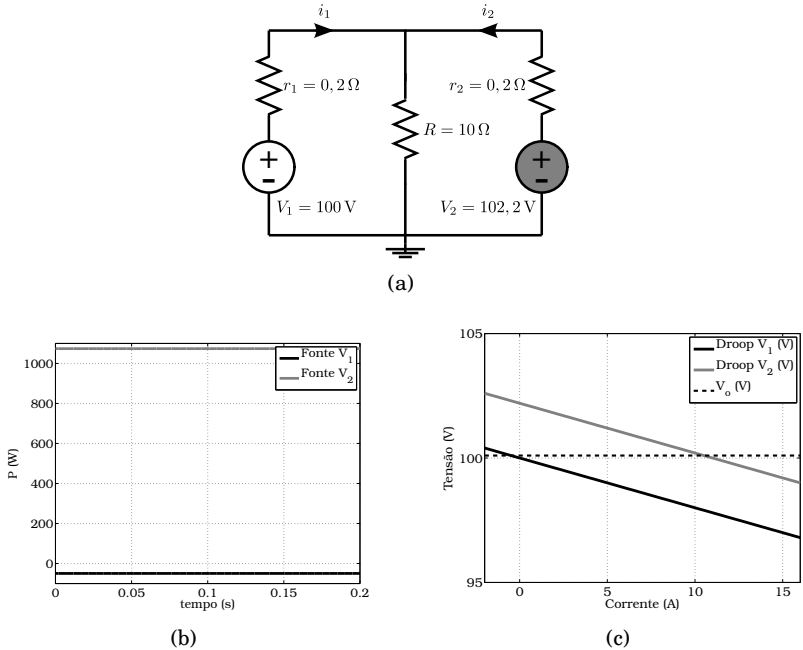 i₁
i₂
r₁ = 0, 2 Ω
r₂ = 0, 2 Ω
R = 10 Ω
+
-
+
-
V₁ = 100 V
V₂ = 102, 2 V
(a)
Fonte V₁
Fonte V₂
1000
800
600
400
200
0
P (W)
0
0.05
0.1
0.15
0.2
tempo (s)
(b)
105
100
95
Tensão (V)
Droop V₁ (V)
Droop V₂ (V)
Vₒ (V)
0
5
10
15
Corrente (A)
(c)